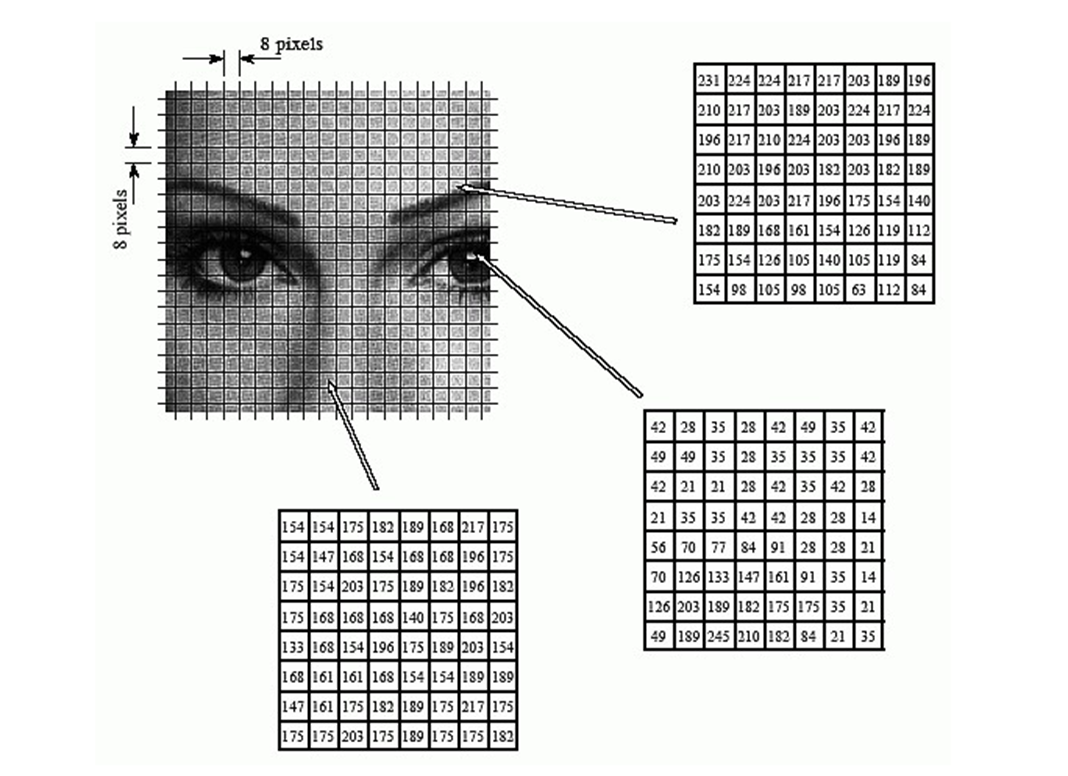 8 pixels
8 pixels
231 224 224 217 217 203 189 196
210 217 203 189 203 224 217 224
196 217 210 224 203 203 196 189
210 203 196 203 182 203 182 189
203 224 203 217 196 175 154 140
182 189 168 161 154 126 119 112
175 154 126 105 140 105 119 84
154 98 105 98 105 63 112 84
42 28 35 28 42 49 35 42
49 49 35 28 35 35 35 42
42 21 21 28 42 35 42 28
21 35 35 42 42 28 28 14
56 70 77 84 91 28 28 21
70 126 133 147 161 91 35 14
126 203 189 182 175 175 35 21
49 189 245 210 182 84 21 35
154 154 175 182 189 168 217 175
154 147 168 154 168 168 196 175
175 154 203 175 189 182 196 182
175 168 168 168 140 175 168 203
133 168 154 196 175 189 203 154
168 161 161 168 154 154 189 189
147 161 175 182 189 175 217 175
175 175 203 175 189 175 175 182